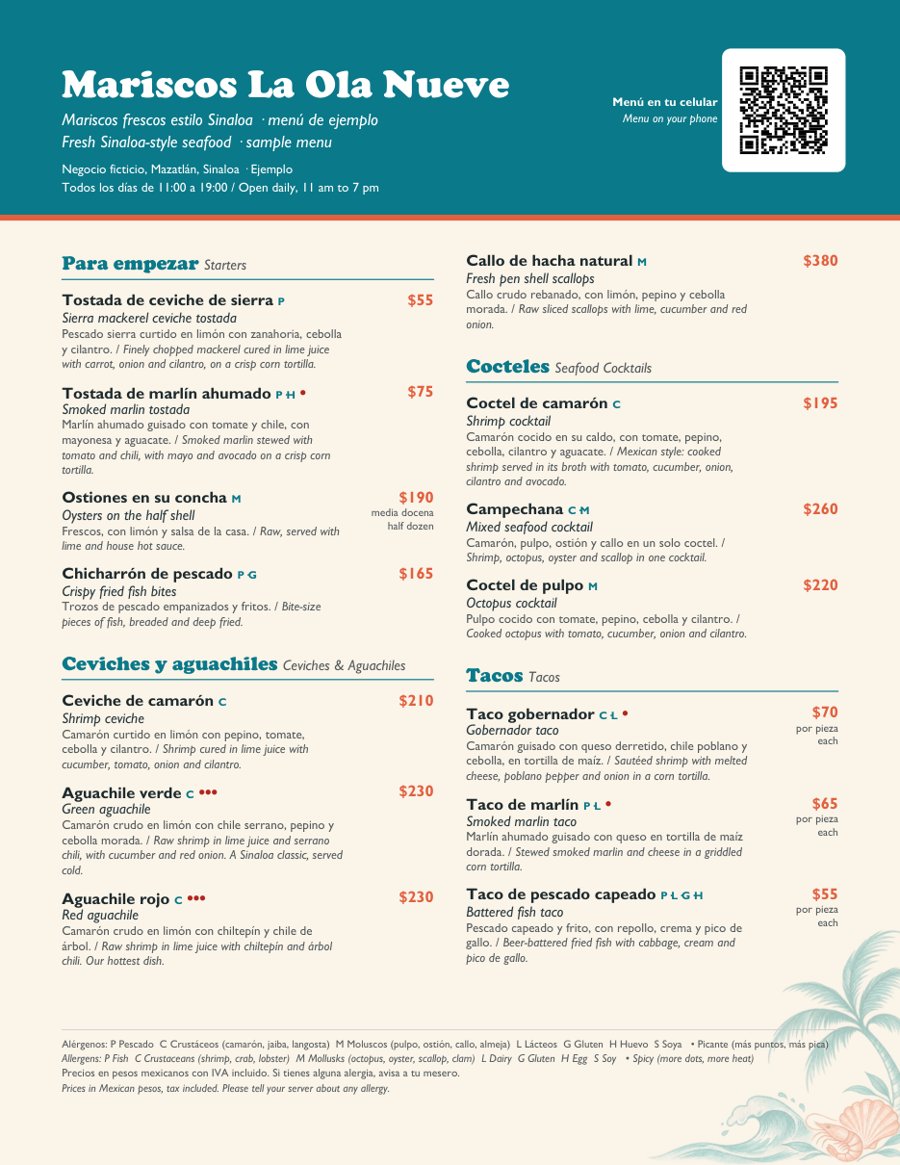 Mariscos La Ola Nueve
Mariscos frescos estilo Sinaloa · menú de ejemplo
Fresh Sinaloa-style seafood · sample menu
Negocio ficticio, Mazatlán, Sinaloa · Ejemplo
Todos los días de 11:00 a 19:00 / Open daily, 11 am to 7 pm
Menú en tu celular
Menu on your phone
Para empezar Starters
Tostada de ceviche de sierra P $55
Sierra mackerel ceviche tostada
Pescado sierra curtido en limón con zanahoria, cebolla
y cilantro. / Finely chopped mackerel cured in lime juice
with carrot, onion and cilantro, on a crisp corn tortilla.
Tostada de marlín ahumado P·H • $75
Smoked marlin tostada
Marlín ahumado guisado con tomate y chile, con
mayonesa y aguacate. / Smoked marlin stewed with
tomato and chili, with mayo and avocado on a crisp corn
tortilla.
Ostiones en su concha M $190
Oysters on the half shell media docena
half dozen
Frescos, con limón y salsa de la casa. / Raw, served with
lime and house hot sauce.
Chicharrón de pescado P·G $165
Crispy fried fish bites
Trozos de pescado empanizados y fritos. / Bite-size
pieces of fish, breaded and deep fried.
Ceviches y aguachiles Ceviches & Aguachiles
Ceviche de camarón C $210
Shrimp ceviche
Camarón curtido en limón con pepino, tomate,
cebolla y cilantro. / Shrimp cured in lime juice with
cucumber, tomato, onion and cilantro.
Aguachile verde C ••• $230
Green aguachile
Camarón crudo en limón con chile serrano, pepino y
cebolla morada. / Raw shrimp in lime juice and serrano
chili, with cucumber and red onion. A Sinaloa classic, served
cold.
Aguachile rojo C ••• $230
Red aguachile
Camarón crudo en limón con chiltepín y chile de
árbol. / Raw shrimp in lime juice with chiltepín and árbol
chili. Our hottest dish.
Callo de hacha natural M $380
Fresh pen shell scallops
Callo crudo rebanado, con limón, pepino y cebolla
morada. / Raw sliced scallops with lime, cucumber and red
onion.
Cocteles Seafood Cocktails
Coctel de camarón C $195
Shrimp cocktail
Camarón cocido en su caldo, con tomate, pepino,
cebolla, cilantro y aguacate. / Mexican style: cooked
shrimp served in its broth with tomato, cucumber, onion,
cilantro and avocado.
Campechana C·M $260
Mixed seafood cocktail
Camarón, pulpo, ostión y callo en un solo coctel. /
Shrimp, octopus, oyster and scallop in one cocktail.
Coctel de pulpo M $220
Octopus cocktail
Pulpo cocido con tomate, pepino, cebolla y cilantro. /
Cooked octopus with tomato, cucumber, onion and cilantro.
Tacos Tacos
Taco gobernador C·L • $70
Gobernador taco por pieza
each
Camarón guisado con queso derretido, chile poblano y
cebolla, en tortilla de maíz. / Sautéed shrimp with melted
cheese, poblano pepper and onion in a corn tortilla.
Taco de marlín P·L • $65
Smoked marlin taco por pieza
each
Marlín ahumado guisado con queso en tortilla de maíz
dorada. / Stewed smoked marlin and cheese in a griddled
corn tortilla.
Taco de pescado capeado P·L·G·H $55
Battered fish taco por pieza
each
Pescado capeado y frito, con repollo, crema y pico de
gallo. / Beer-battered fried fish with cabbage, cream and
pico de gallo.
Alérgenos: P Pescado C Crustáceos (camarón, jaiba, langosta) M Moluscos (pulpo, ostión, callo, almeja) L Lácteos G Gluten H Huevo S Soya • Picante (más puntos, más pica)
Allergens: P Fish C Crustaceans (shrimp, crab, lobster) M Mollusks (octopus, oyster, scallop, clam) L Dairy G Gluten H Egg S Soy • Spicy (more dots, more heat)
Precios en pesos mexicanos con IVA incluido. Si tienes alguna alergia, avisa a tu mesero.
Prices in Mexican pesos, tax included. Please tell your server about any allergy.